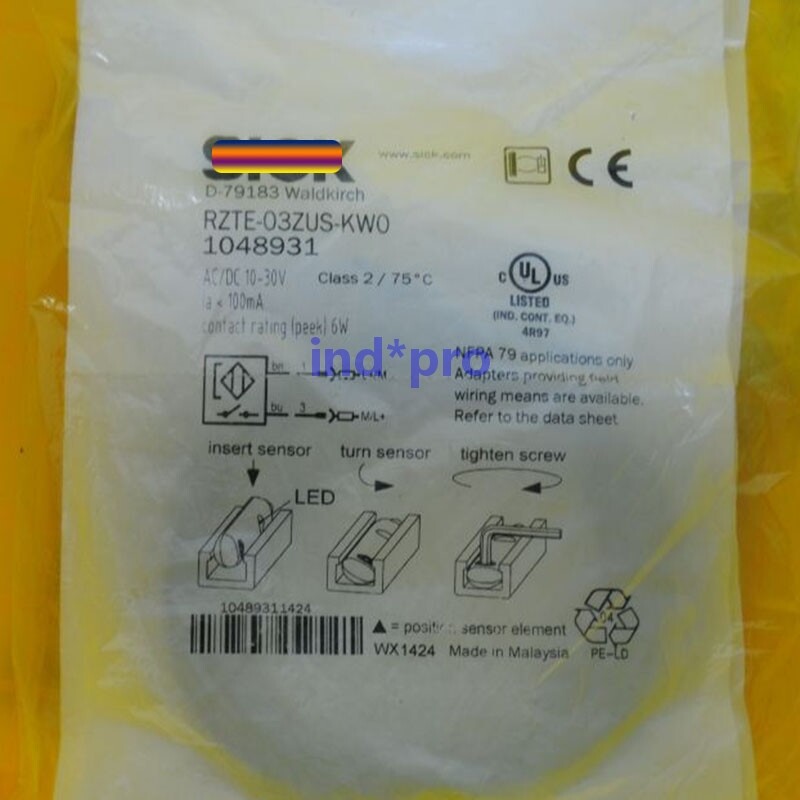 SICK
www.sick.com
CE
D-79183 Waldkirch
RZTE-03ZUS-KW0
1048931
AC/DC 10-30V Class 2 / 75°C
Ia < 100mA
contact rating (peek) 6W
C UL US
LISTED
(IND. CONT. EQ.)
4R97
ind*pro
NFPA 79 applications only
Adapters providing field
wiring means are available.
Refer to the data sheet
bn 1
bu 3 M/L+
insert sensor turn sensor tighten screw
LED
10489311424
= position sensor element
WX1424 Made in Malaysia
04
PE-LD